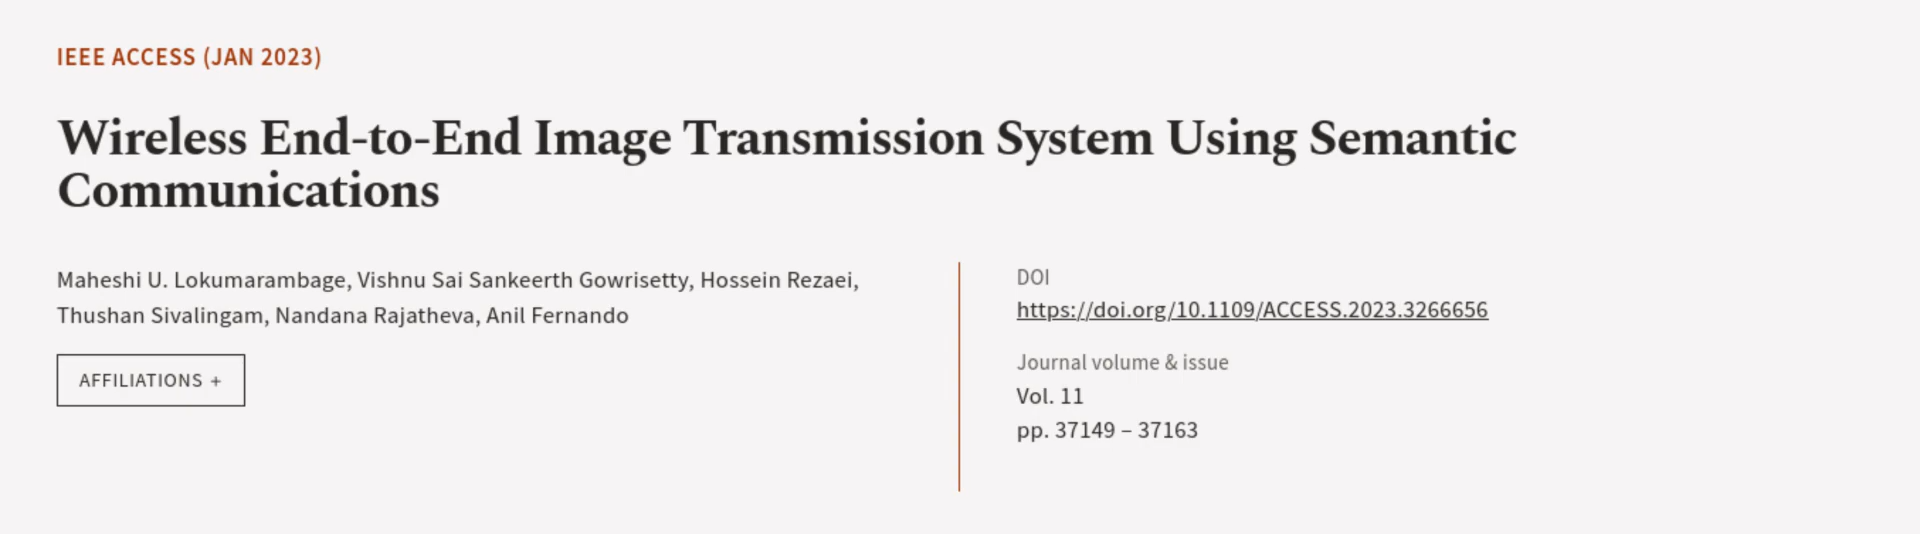 IEEE ACCESS (JAN 2023)
Wireless End-to-End Image Transmission System Using Semantic
Communications
Maheshi U. Lokumarambage, Vishnu Sai Sankeerth Gowrisetty, Hossein Rezaei,
Thushan Sivalingam, Nandana Rajatheva, Anil Fernando
AFFILIATIONS +
DOI
https://doi.org/10.1109/ACCESS.2023.3266656
Journal volume & issue
Vol. 11
pp. 37149 – 37163